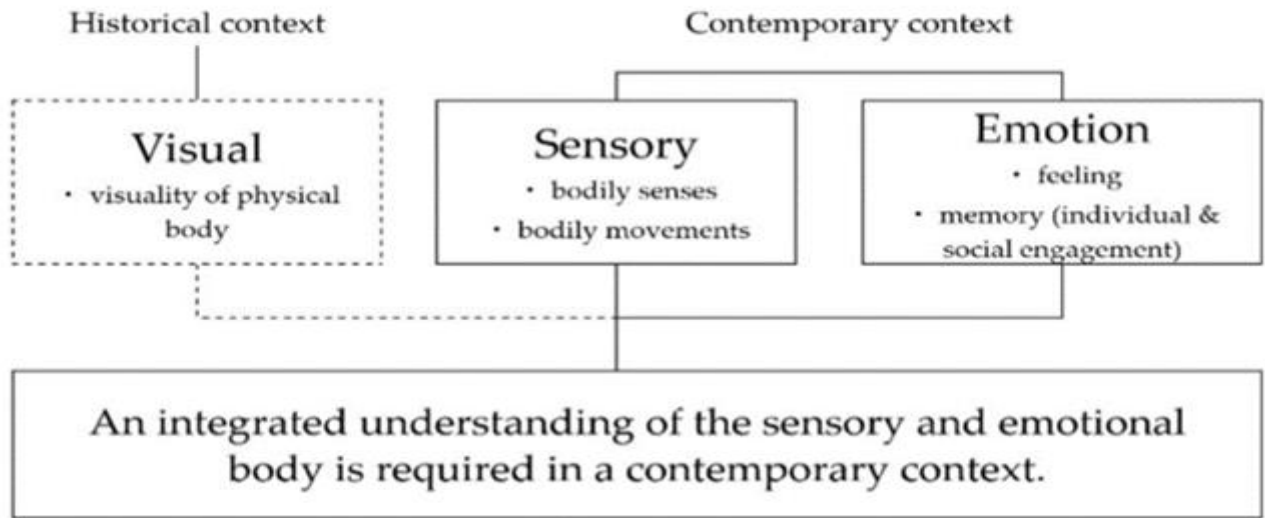 Historical context
Contemporary context
Visual
• visuality of physical
body
Sensory
• bodily senses
• bodily movements
Emotion
• feeling
• memory (individual &
social engagement)
An integrated understanding of the sensory and emotional
body is required in a contemporary context.